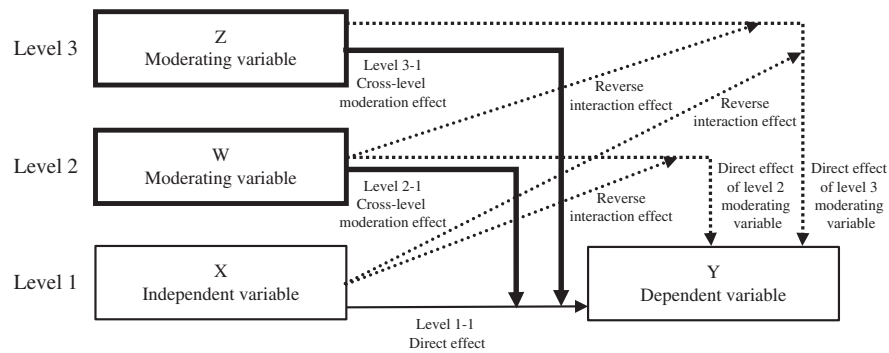 Level 3
Z
Moderating variable
Level 3-1
Cross-level
moderation effect
Reverse
interaction effect
Reverse
interaction effect
Level 2
W
Moderating variable
Level 2-1
Cross-level
moderation effect
Reverse
interaction effect
Direct effect
of level 2
moderating
variable
Direct effect
of level 3
moderating
variable
Level 1
X
Independent variable
Y
Dependent variable
Level 1-1
Direct effect